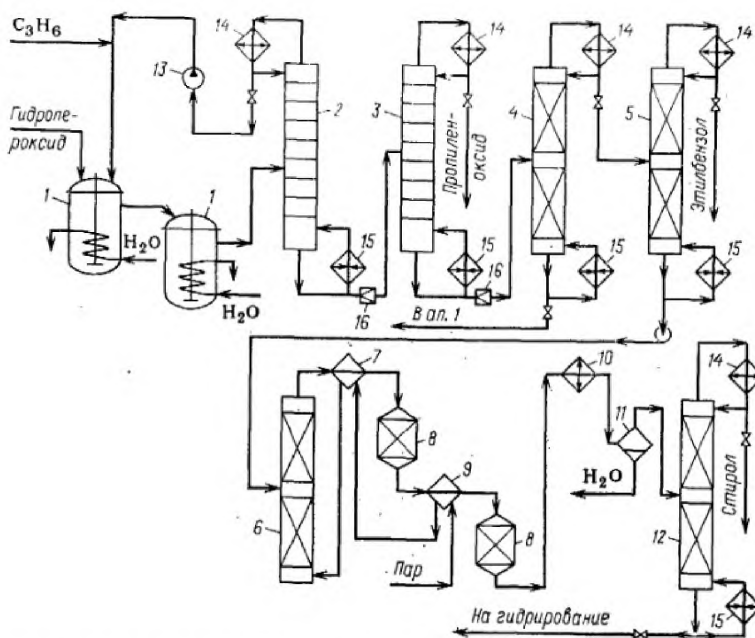 C₃H₆
Гидропе-
роксид
1
1
H₂O
H₂O
13
14
2
15
16
3
14
Пропилен-
оксид
15
16
4
14
15
В ап. 1
5
14
Этилбензол
15
6
7
8
9
Пар
8
10
11
H₂O
12
14
Стирол
15
На гидрирование